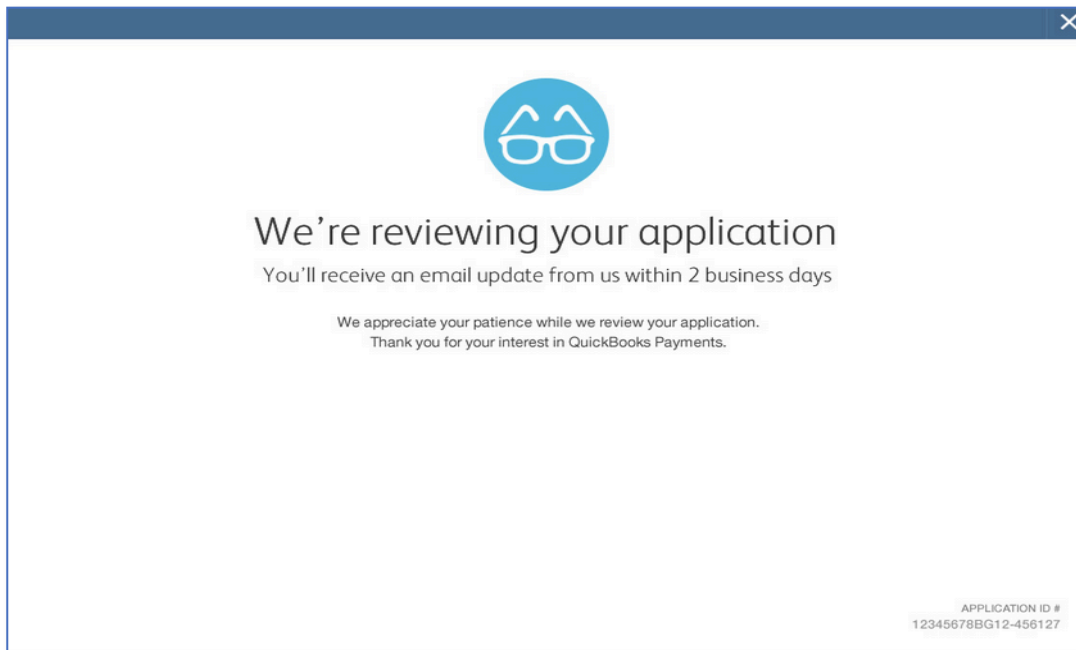 We’re reviewing your application
You’ll receive an email update from us within 2 business days
We appreciate your patience while we review your application.
Thank you for your interest in QuickBooks Payments.
APPLICATION ID #
12345678BG12-456127